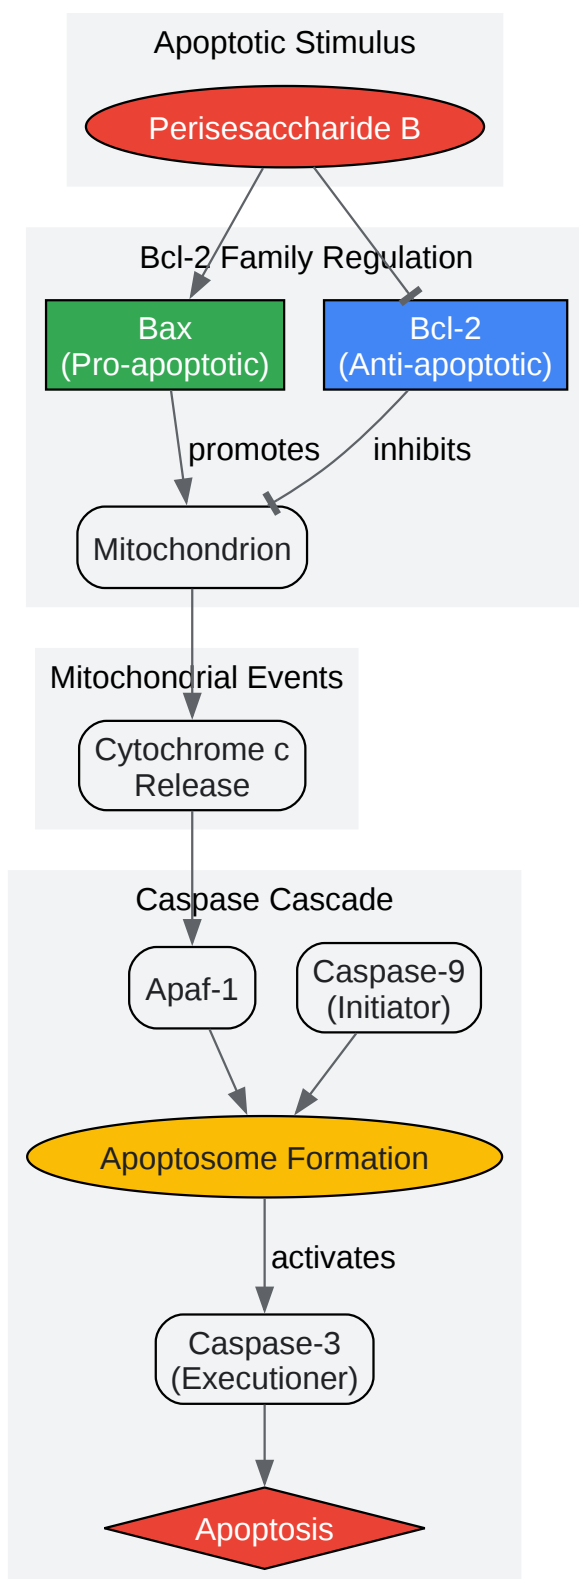 Apoptotic Stimulus
Perisesaccharide B
Bcl-2 Family Regulation
Bax
(Pro-apoptotic)
Bcl-2
(Anti-apoptotic)
promotes
inhibits
Mitochondrion
Mitochondrial Events
Cytochrome c
Release
Caspase Cascade
Apaf-1
Caspase-9
(Initiator)
Apoptosome Formation
activates
Caspase-3
(Executioner)
Apoptosis